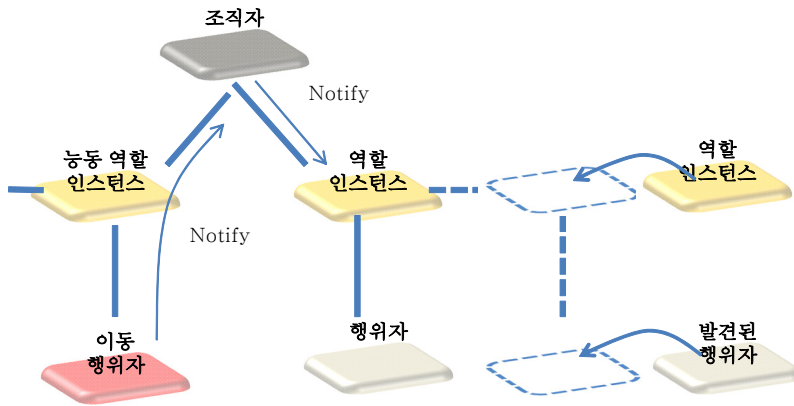 조직자
Notify
능동 역할
인스턴스
역할
인스턴스
역할
인스턴스
Notify
이동
행위자
행위자
발견된
행위자